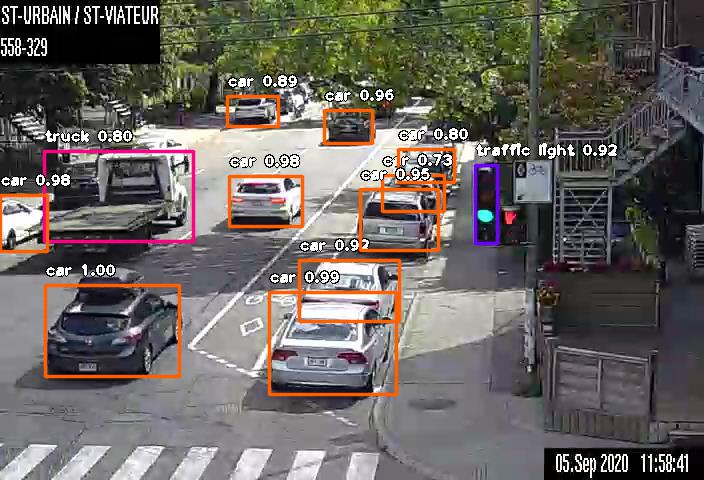 ST-URBAIN / ST-VIATEUR
558-329
car 0.89
car 0.96
truck 0.80
car 0.80
car 0.73
traffic light 0.92
car 0.98
car 0.98
car 0.95
car 0.92
car 1.00
car 0.99
05.Sep 2020 11:58:41